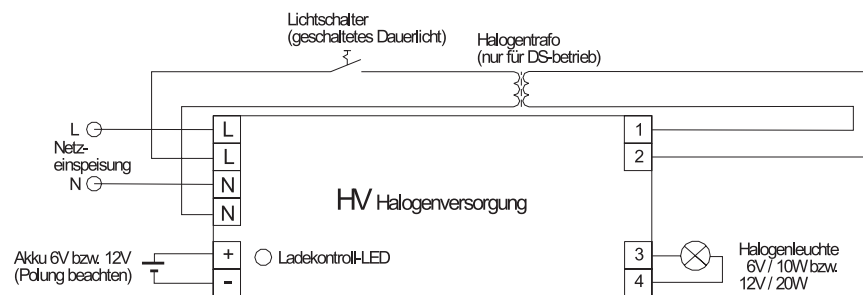 Lichtschalter
(geschaltetes Dauerlicht)
Halogentrafo
(nur für DS-betrieb)
L
Netz-
einspeisung
N
L
L
N
N
1
2
HV Halogenversorgung
Akku 6V bzw. 12V
(Polung beachten)
+
-
Ladekontroll-LED
3
4
Halogenleuchte
6V / 10W bzw.
12V / 20W